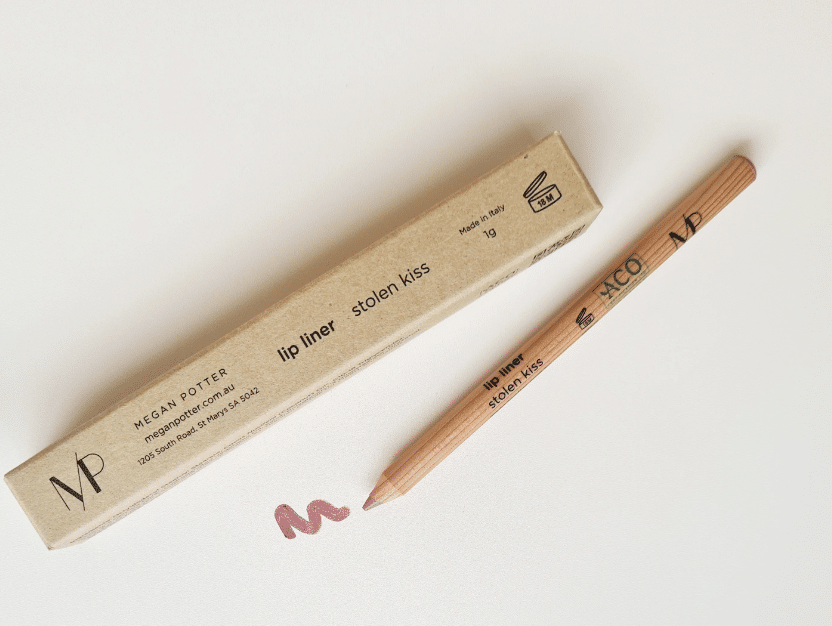 MP
MEGAN POTTER
meganpotter.com.au
1205 South Road, St Marys SA 5042
lip liner stolen kiss
Made in Italy
1g
18 M
lip liner
stolen kiss
ACO
MP